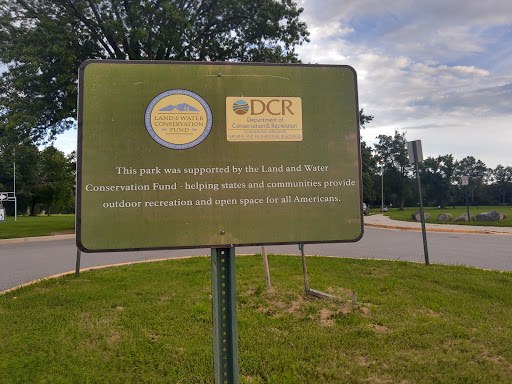 LAND & WATER
CONSERVATION
FUND
DCR
Department of
Conservation & Recreation
This park was supported by the Land and Water
Conservation Fund - helping states and communities provide
outdoor recreation and open space for all Americans.